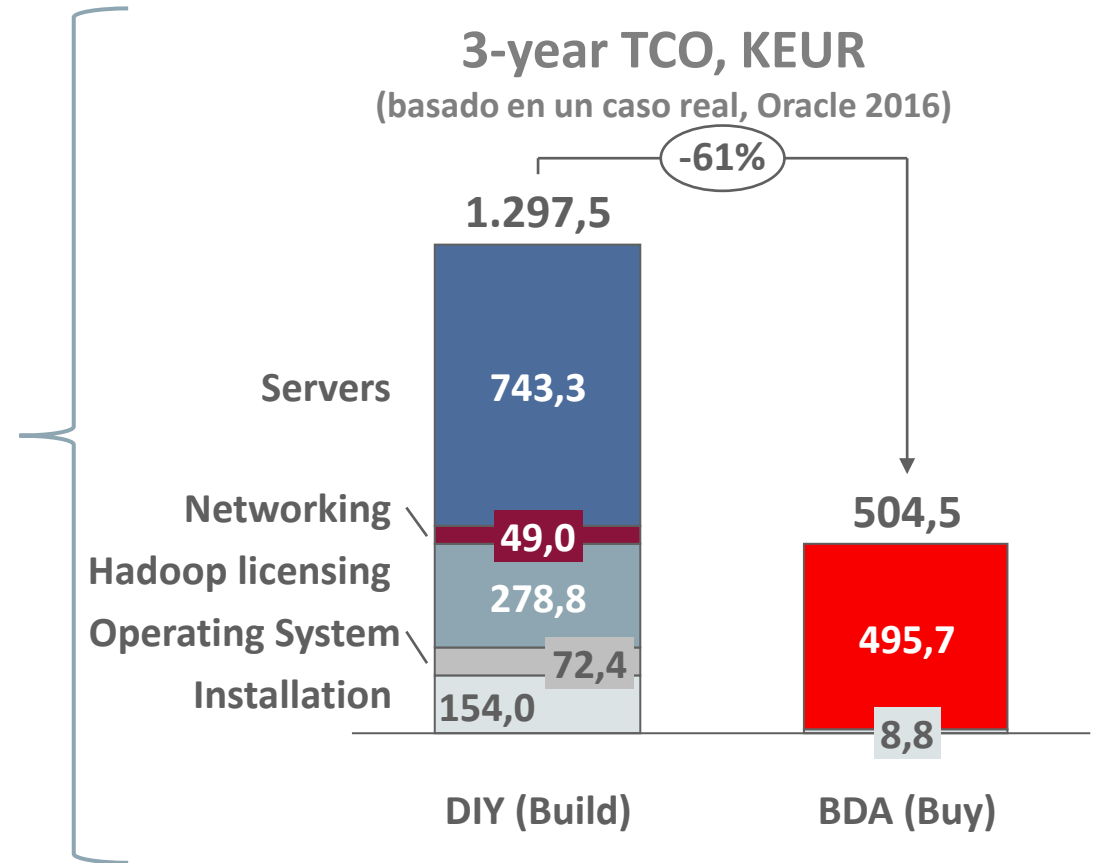 3-year TCO, KEUR
(basado en un caso real, Oracle 2016)
-61%
1.297,5
Servers
743,3
Networking
49,0
504,5
Hadoop licensing
278,8
Operating System
72,4
495,7
Installation
154,0
8,8
DIY (Build)
BDA (Buy)